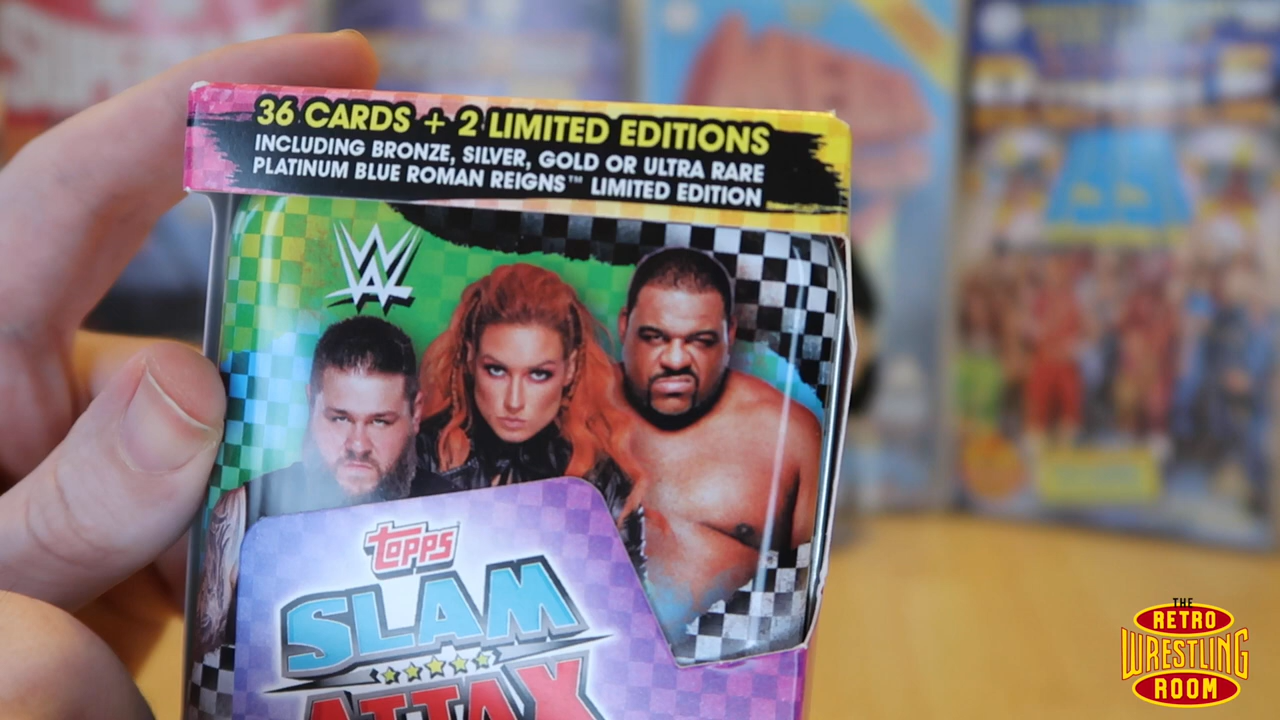 36 CARDS + 2 LIMITED EDITIONS
INCLUDING BRONZE, SILVER, GOLD OR ULTRA RARE
PLATINUM BLUE ROMAN REIGNS™ LIMITED EDITION
W
topps
SLAM
ATTAX
THE
RETRO
WRESTLING
ROOM